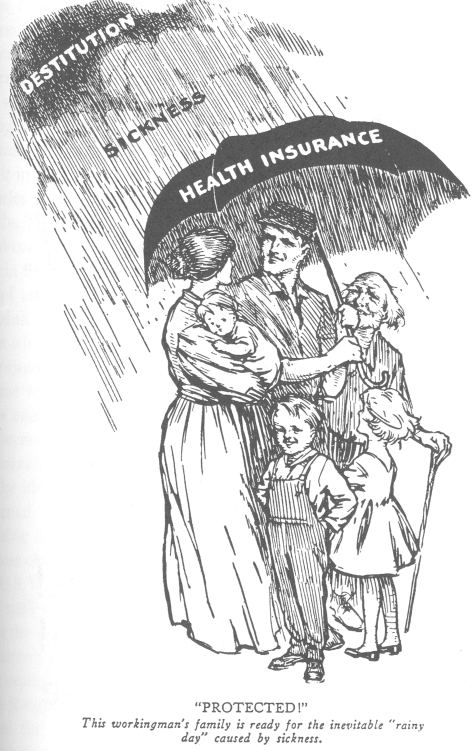 DESTITUTION
SICKNESS
HEALTH INSURANCE
"PROTECTED!"
This workingman's family is ready for the inevitable "rainy
day" caused by sickness.